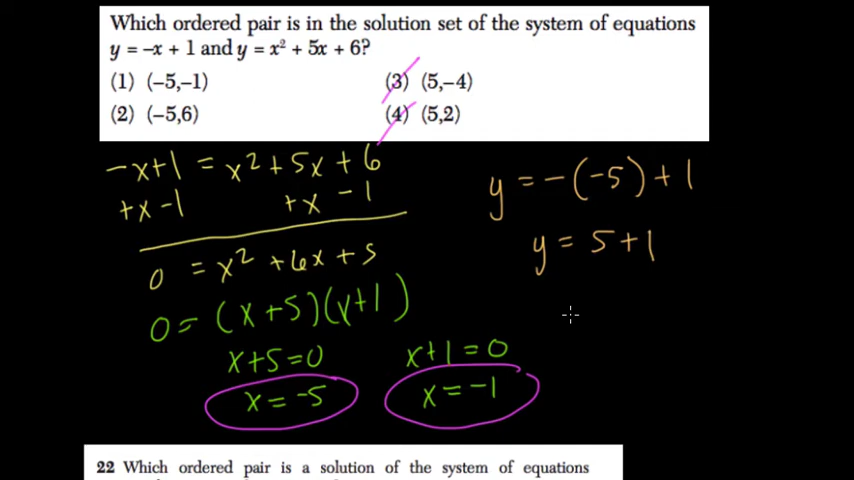 Which ordered pair is in the solution set of the system of equations
y = –x + 1 and y = x² + 5x + 6?
(1) (–5,–1) (3) (5,–4)
(2) (–5,6) (4) (5,2)
-x+1 = x² + 5x + 6
+x -1 +x -1
0 = x² + 6x + 5
0 = (x+5)(x+1)
x+5=0 x+1=0
x = -5 x = -1
y = -(-5)+1
y = 5+1
22 Which ordered pair is a solution of the system of equations